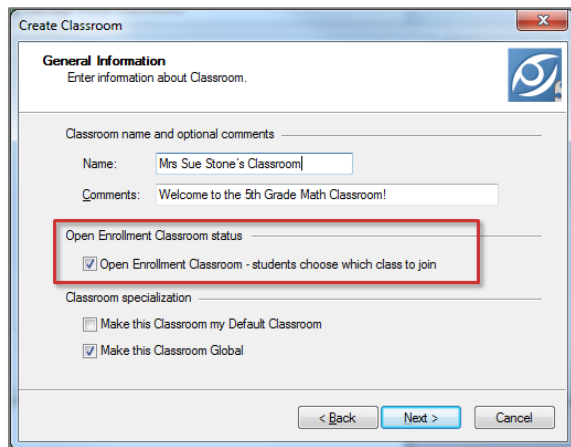 Create Classroom
General Information
Enter information about Classroom.
Classroom name and optional comments
Name: Mrs Sue Stone's Classroom
Comments: Welcome to the 5th Grade Math Classroom!
Open Enrollment Classroom status
Open Enrollment Classroom - students choose which class to join
Classroom specialization
Make this Classroom my Default Classroom
Make this Classroom Global
< Back Next > Cancel